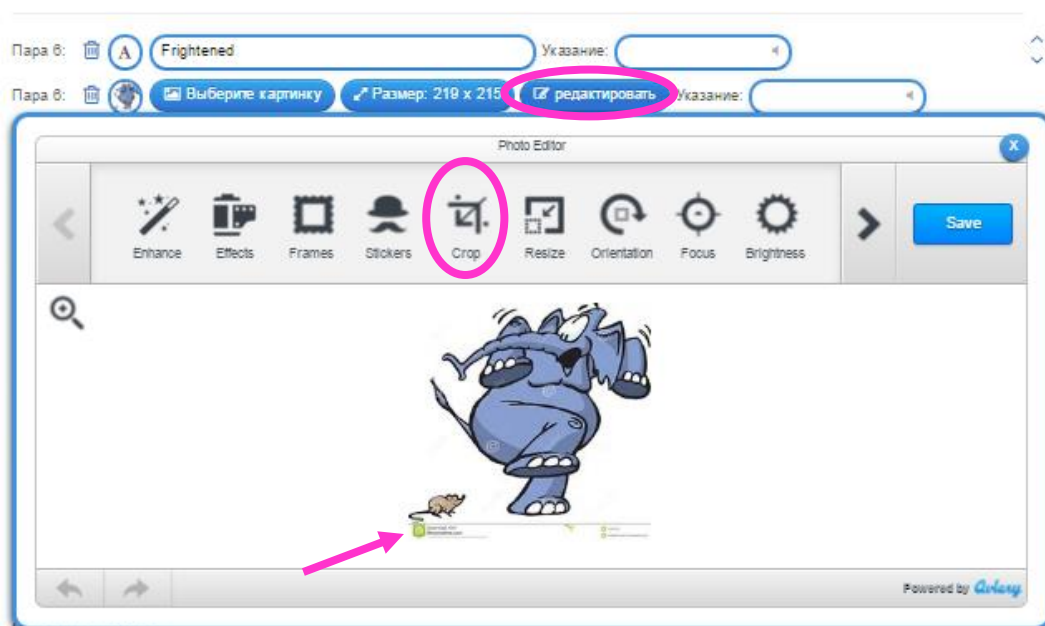 Пара 6: A Frightened Указание:
Пара 6: Выберите картинку Размер: 219 x 215 редактировать Указание:
Photo Editor X
Enhance Effects Frames Stickers Crop Resize Orientation Focus Brightness Save
Powered by Aviary